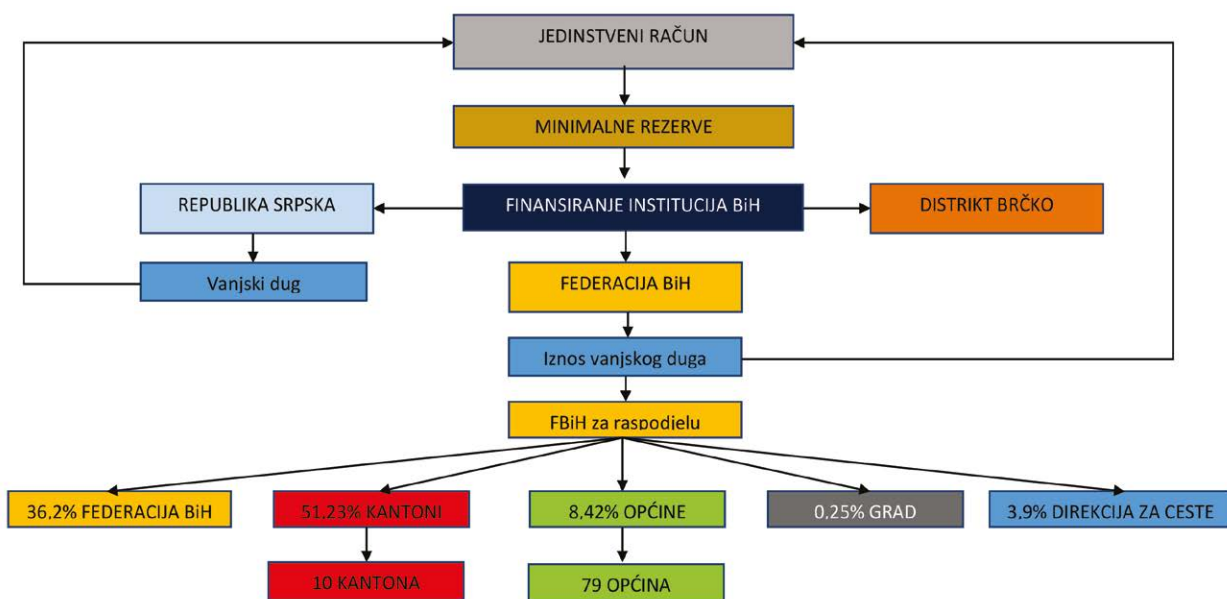 JEDINSTVENI RAČUN
MINIMALNE REZERVE
REPUBLIKA SRPSKA
FINANSIRANJE INSTITUCIJA BiH
DISTRIKT BRČKO
Vanjski dug
FEDERACIJA BiH
Iznos vanjskog duga
FBiH za raspodjelu
36,2% FEDERACIJA BiH
51,23% KANTONI
8,42% OPĆINE
0,25% GRAD
3,9% DIREKCIJA ZA CESTE
10 KANTONA
79 OPĆINA